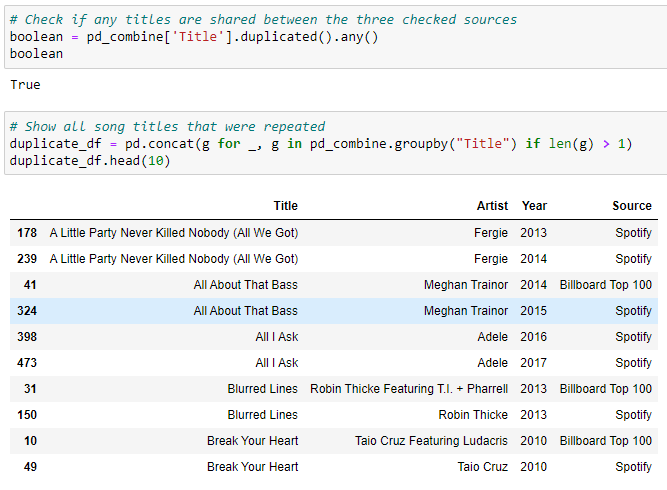 # Check if any titles are shared between the three checked sources
boolean = pd_combine['Title'].duplicated().any()
boolean
True
# Show all song titles that were repeated
duplicate_df = pd.concat(g for _, g in pd_combine.groupby("Title") if len(g) > 1)
duplicate_df.head(10)
Title Artist Year Source
178 A Little Party Never Killed Nobody (All We Got) Fergie 2013 Spotify
239 A Little Party Never Killed Nobody (All We Got) Fergie 2014 Spotify
41 All About That Bass Meghan Trainor 2014 Billboard Top 100
324 All About That Bass Meghan Trainor 2015 Spotify
398 All I Ask Adele 2016 Spotify
473 All I Ask Adele 2017 Spotify
31 Blurred Lines Robin Thicke Featuring T.I. + Pharrell 2013 Billboard Top 100
150 Blurred Lines Robin Thicke 2013 Spotify
10 Break Your Heart Taio Cruz Featuring Ludacris 2010 Billboard Top 100
49 Break Your Heart Taio Cruz 2010 Spotify